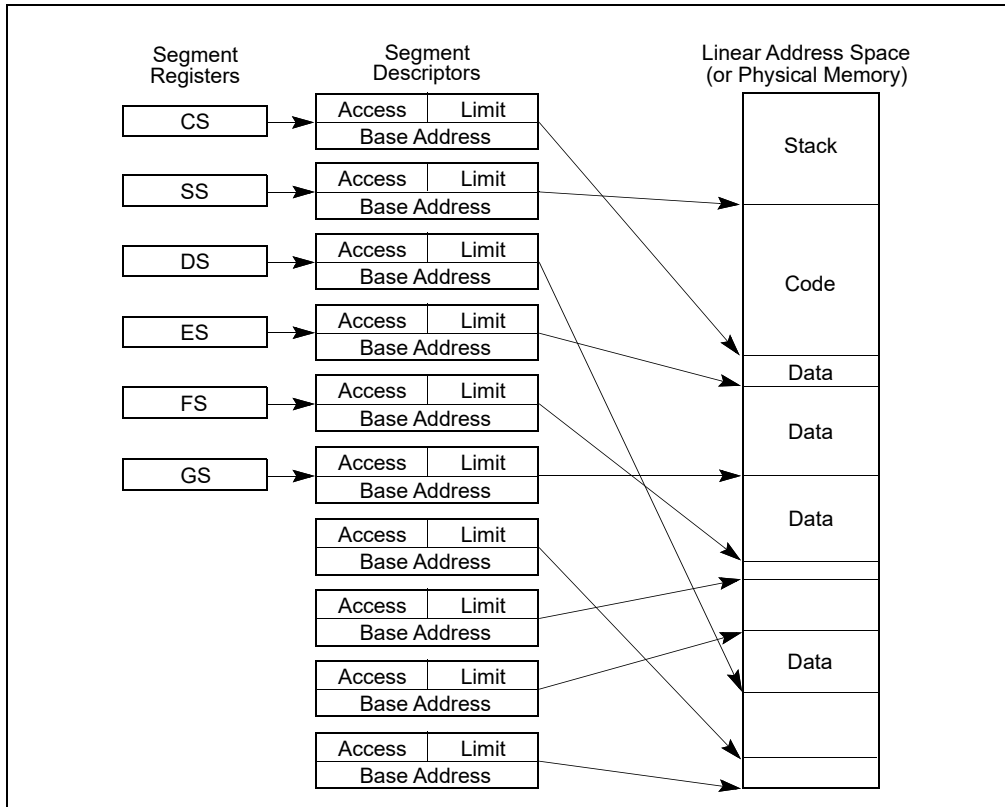 Segment
Registers
Segment
Descriptors
Linear Address Space
(or Physical Memory)
CS
Access Limit
Base Address
Stack
SS
Access Limit
Base Address
DS
Access Limit
Base Address
Code
ES
Access Limit
Base Address
Data
FS
Access Limit
Base Address
Data
GS
Access Limit
Base Address
Access Limit
Base Address
Data
Access Limit
Base Address
Access Limit
Base Address
Data
Access Limit
Base Address